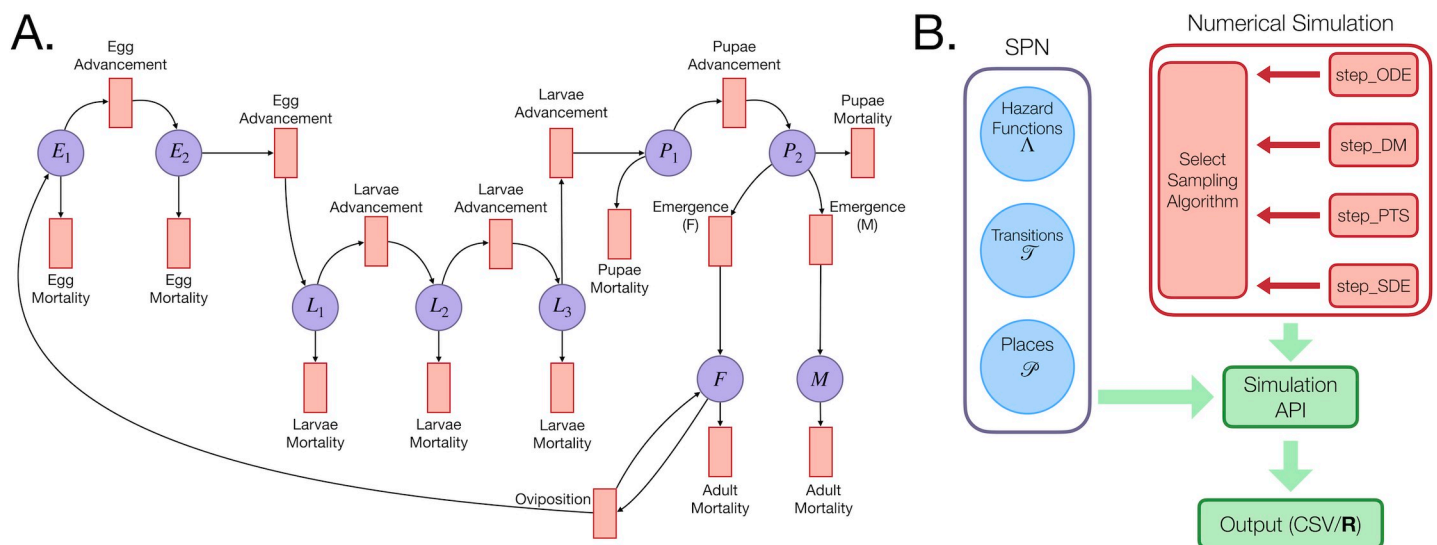 A.
Egg
Advancement
Egg
Advancement
E1
E2
Egg
Mortality
Egg
Mortality
Larvae
Advancement
Larvae
Advancement
Larvae
Advancement
L1
L2
L3
Larvae
Mortality
Larvae
Mortality
Larvae
Mortality
Pupae
Advancement
Pupae
Mortality
P1
P2
Pupae
Mortality
Emergence
(F)
Emergence
(M)
F
M
Adult
Mortality
Adult
Mortality
Oviposition
B.
SPN
Hazard
Functions
Λ
Transitions
𝒯
Places
𝒫
Numerical Simulation
Select
Sampling
Algorithm
step_ODE
step_DM
step_PTS
step_SDE
Simulation
API
Output (CSV/R)